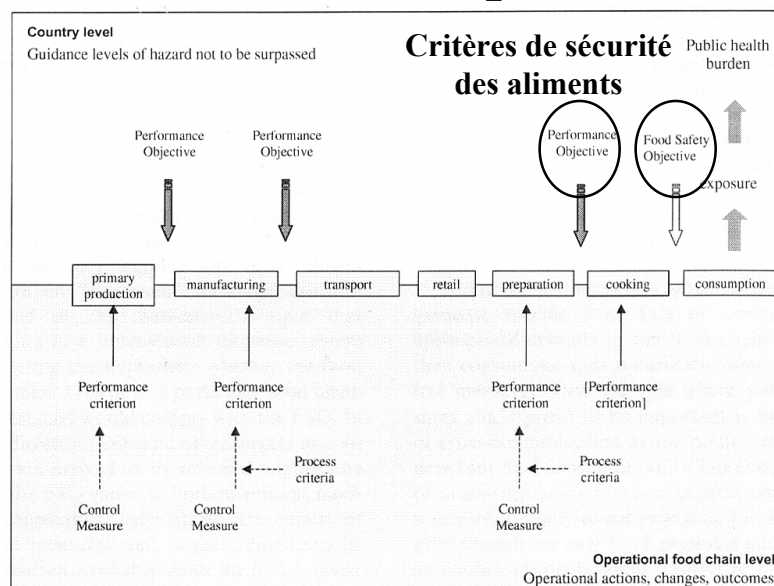 Country level
Guidance levels of hazard not to be surpassed
Critères de sécurité
des aliments
Public health
burden
Performance
Objective
Performance
Objective
Performance
Objective
Food Safety
Objective
exposure
primary
production
manufacturing
transport
retail
preparation
cooking
consumption
Performance
criterion
Performance
criterion
Performance
criterion
[Performance
criterion]
Process
criteria
Process
criteria
Control
Measure
Control
Measure
Control
Measure
Operational food chain level
Operational actions, changes, outcomes